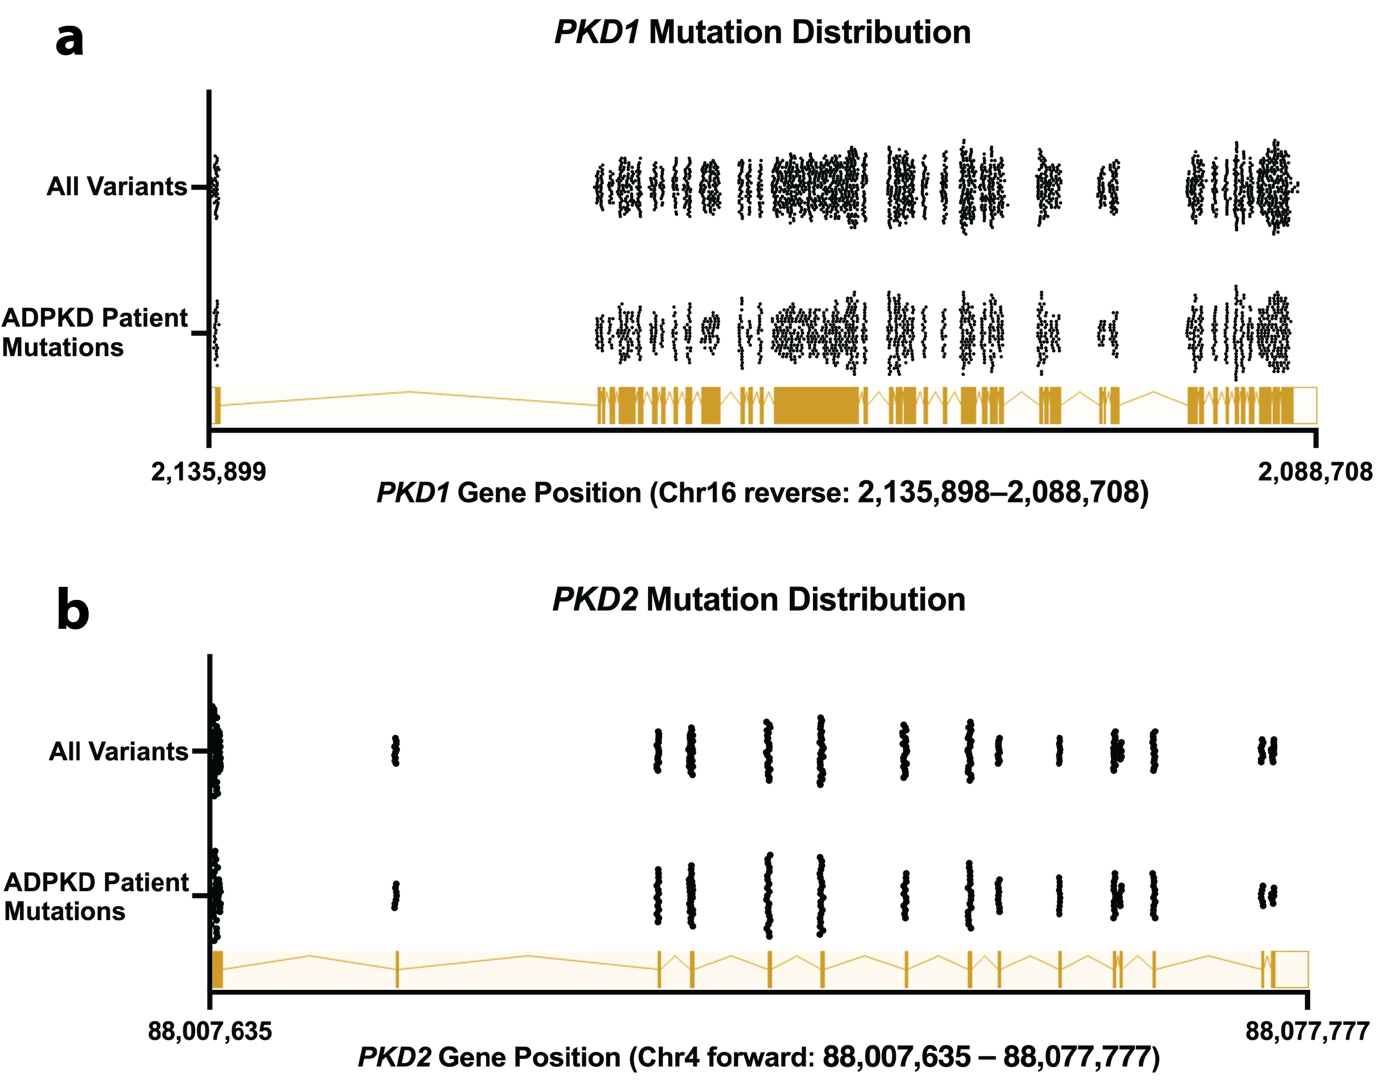 a
PKD1 Mutation Distribution
All Variants
ADPKD Patient
Mutations
2,135,899
2,088,708
PKD1 Gene Position (Chr16 reverse: 2,135,898–2,088,708)
b
PKD2 Mutation Distribution
All Variants
ADPKD Patient
Mutations
88,007,635
88,077,777
PKD2 Gene Position (Chr4 forward: 88,007,635 – 88,077,777)